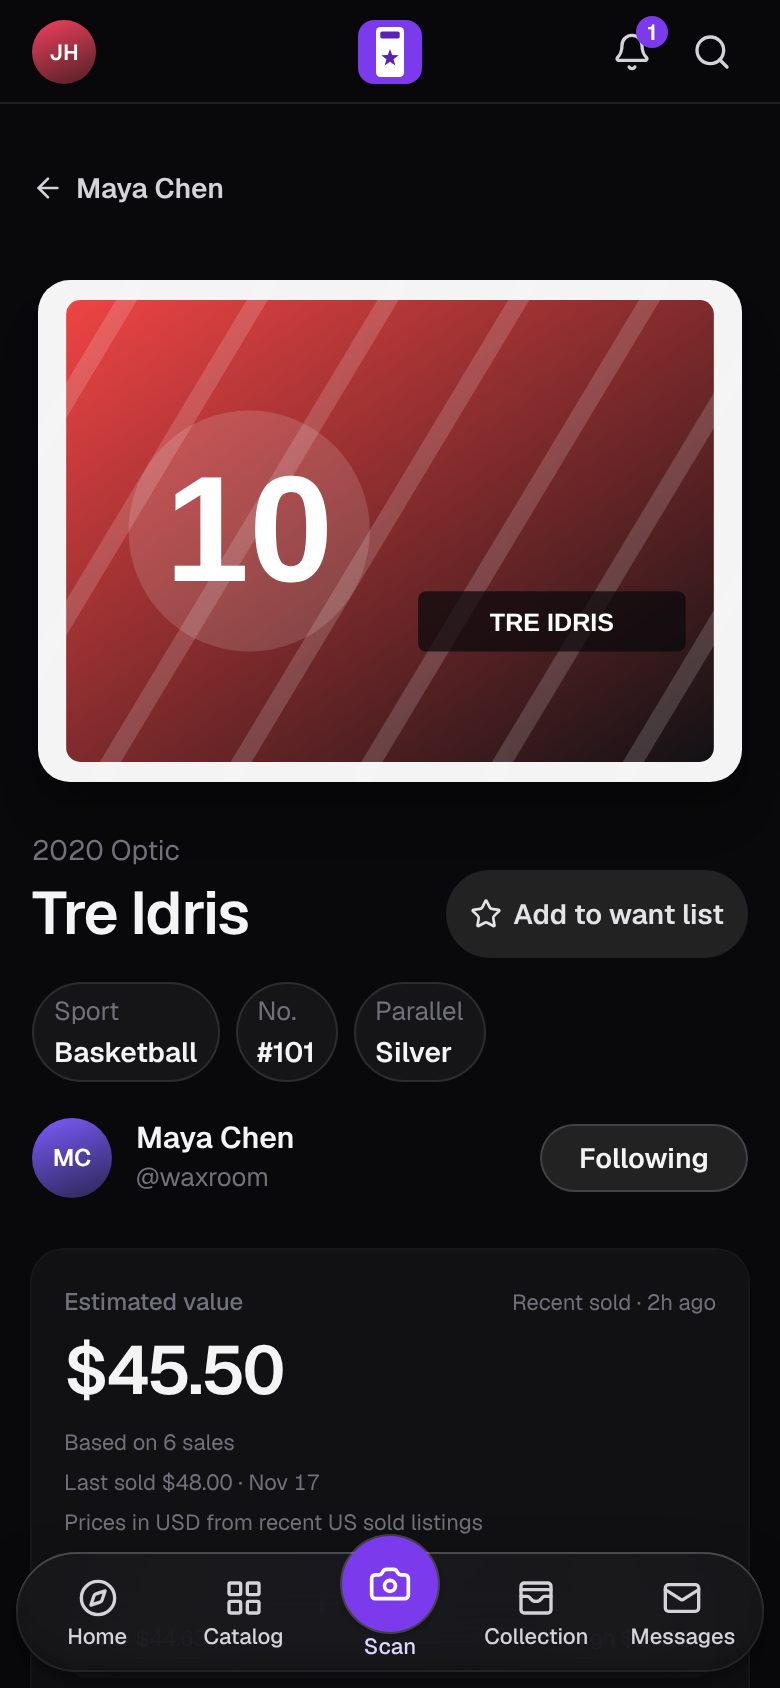 JH
1
Maya Chen
10
TRE IDRIS
2020 Optic
Tre Idris
Add to want list
Sport
Basketball
No.
#101
Parallel
Silver
MC
Maya Chen
@waxroom
Following
Estimated value
Recent sold · 2h ago
$45.50
Based on 6 sales
Last sold $48.00 · Nov 17
Prices in USD from recent US sold listings
Home
Catalog
Scan
Collection
Messages